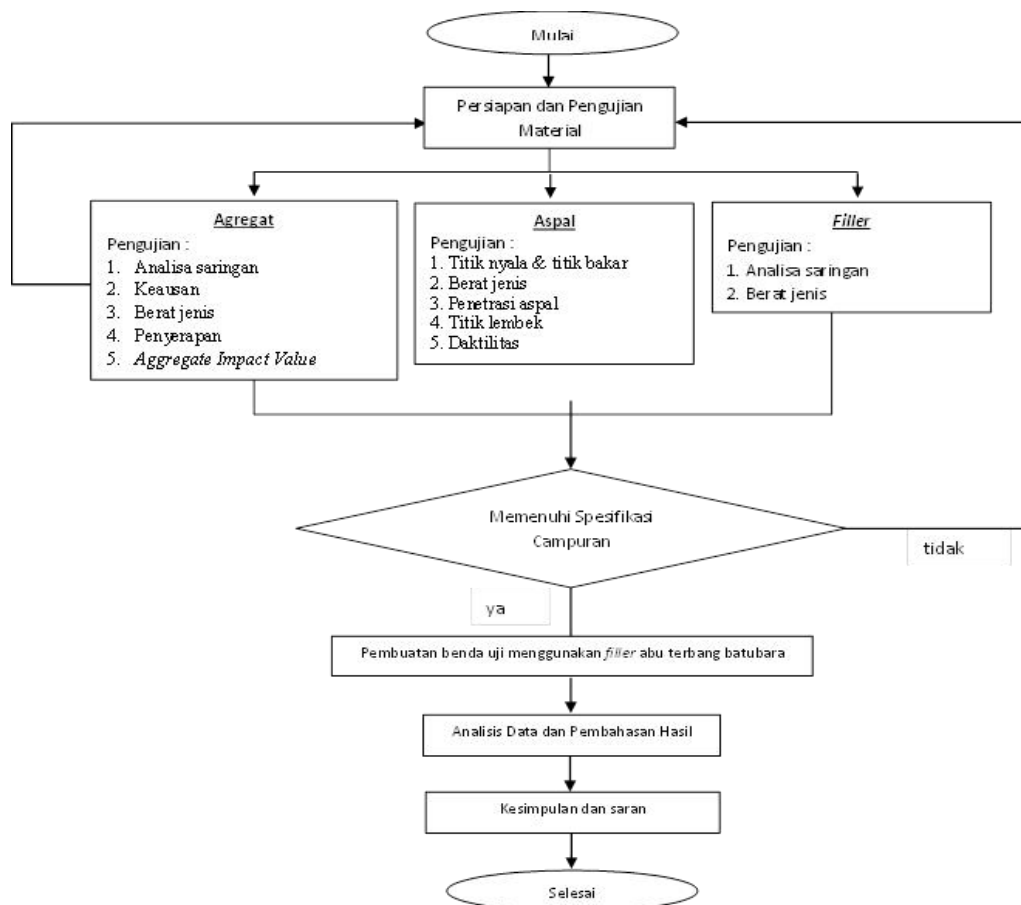 Mulai
Persiapan dan Pengujian
Material
Agregat
Pengujian :
1. Analisa saringan
2. Keausan
3. Berat jenis
4. Penyerapan
5. Aggregate Impact Value
Aspal
Pengujian :
1. Titik nyala & titik bakar
2. Berat jenis
3. Penetrasi aspal
4. Titik lembek
5. Daktilitas
Filler
Pengujian :
1. Analisa saringan
2. Berat jenis
Memenuhi Spesifikasi
Campuran
tidak
ya
Pembuatan benda uji menggunakan filler abu terbang batubara
Analisis Data dan Pembahasan Hasil
Kesimpulan dan saran
Selesai